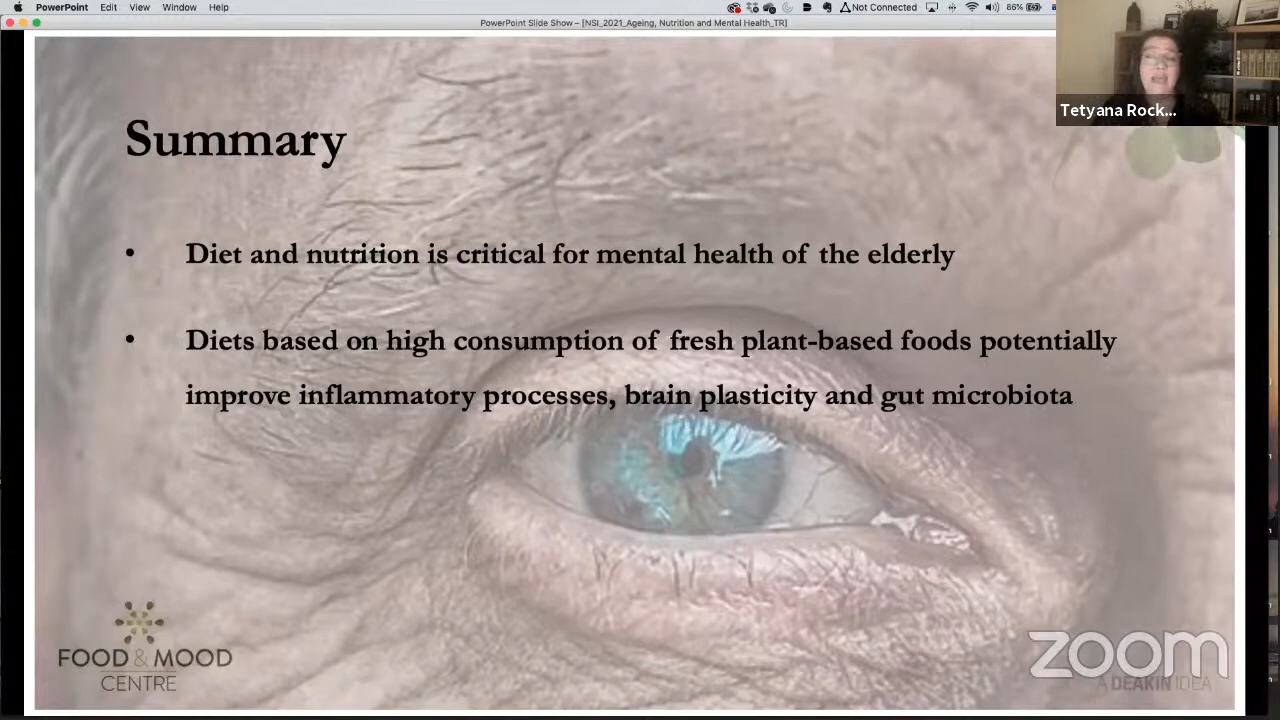 PowerPoint Edit View Window Help
Not Connected
86%
PowerPoint Slide Show – [NSI_2021_Ageing, Nutrition and Mental Health_TR]
Tetyana Rock...
Summary
• Diet and nutrition is critical for mental health of the elderly
• Diets based on high consumption of fresh plant-based foods potentially
improve inflammatory processes, brain plasticity and gut microbiota
FOOD & MOOD
CENTRE
zoom
A DEAKIN IDEA